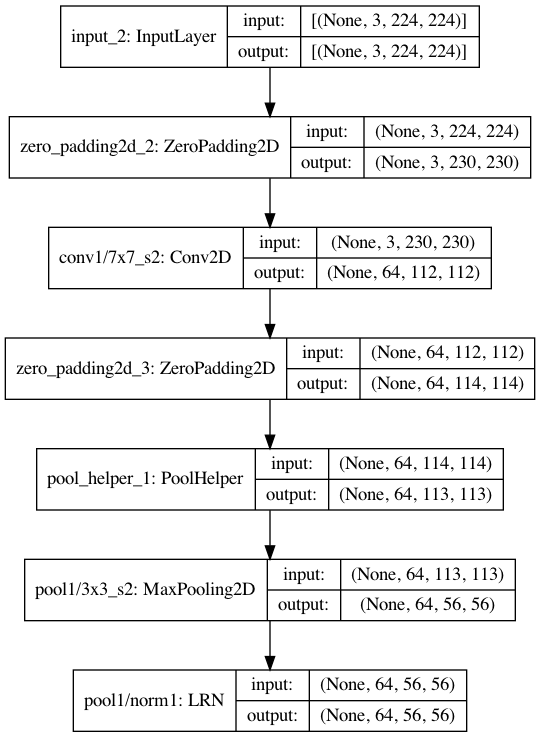 input_2: InputLayer
input:
[(None, 3, 224, 224)]
output:
[(None, 3, 224, 224)]
zero_padding2d_2: ZeroPadding2D
input:
(None, 3, 224, 224)
output:
(None, 3, 230, 230)
conv1/7x7_s2: Conv2D
input:
(None, 3, 230, 230)
output:
(None, 64, 112, 112)
zero_padding2d_3: ZeroPadding2D
input:
(None, 64, 112, 112)
output:
(None, 64, 114, 114)
pool_helper_1: PoolHelper
input:
(None, 64, 114, 114)
output:
(None, 64, 113, 113)
pool1/3x3_s2: MaxPooling2D
input:
(None, 64, 113, 113)
output:
(None, 64, 56, 56)
pool1/norm1: LRN
input:
(None, 64, 56, 56)
output:
(None, 64, 56, 56)